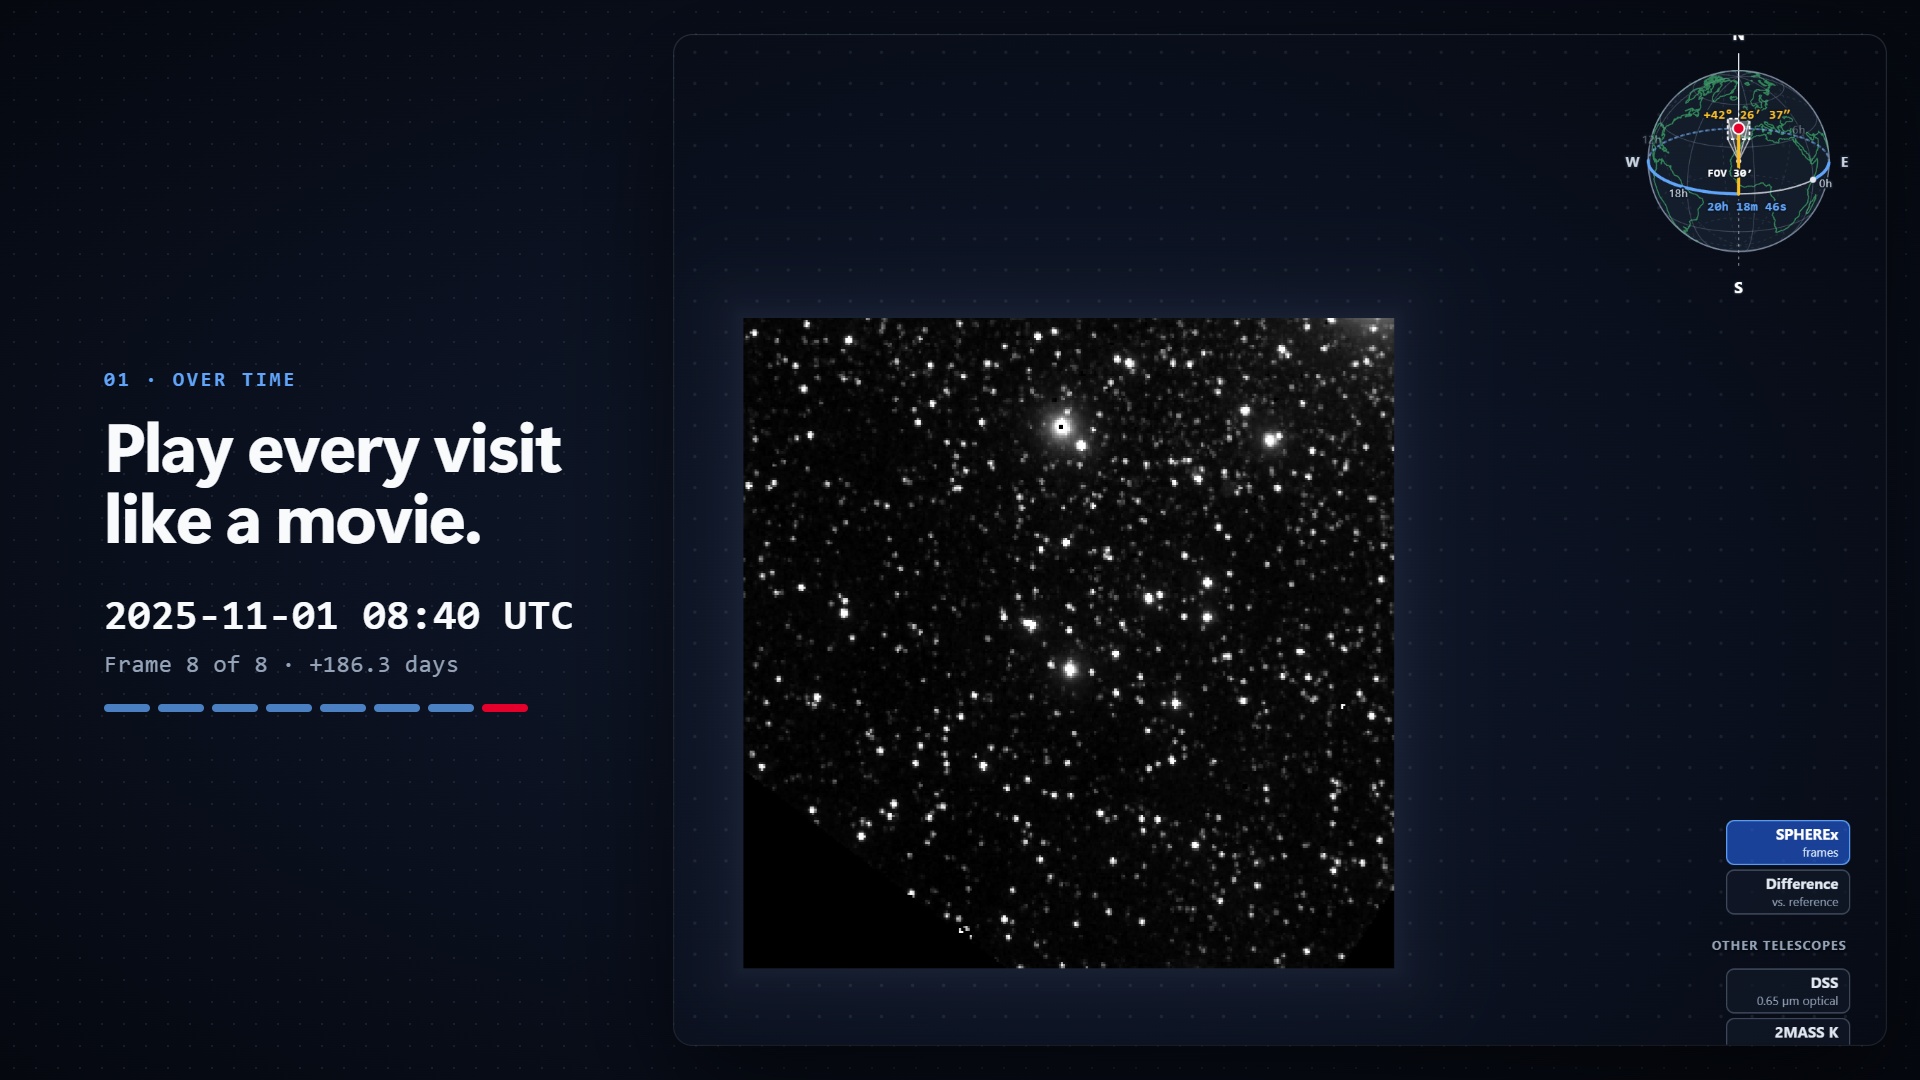 01 · OVER TIME
Play every visit
like a movie.
2025-11-01 08:40 UTC
Frame 8 of 8 · +186.3 days
N
+42° 26′ 37″
6h
12h
W
E
FOV 30′
0h
18h
20h 18m 46s
S
SPHEREx
frames
Difference
vs. reference
OTHER TELESCOPES
DSS
0.65 µm optical
2MASS K